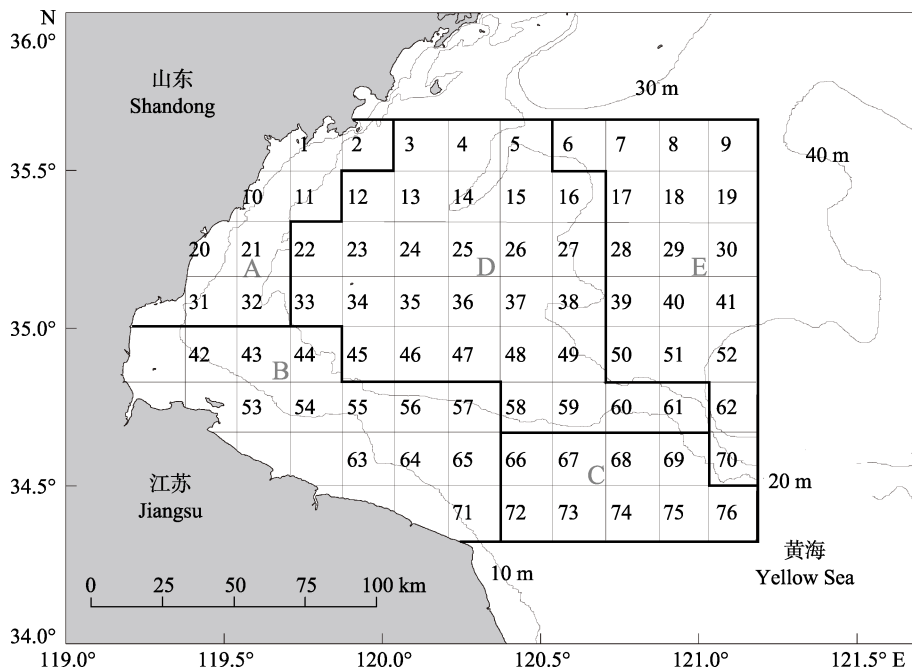 N
36.0°
山东
Shandong
30 m
40 m
1 2 3 4 5 6 7 8 9
35.5°
10 11 12 13 14 15 16 17 18 19
20 21 22 23 24 25 26 27 28 29 30
A D E
31 32 33 34 35 36 37 38 39 40 41
35.0°
42 43 44 45 46 47 48 49 50 51 52
B
53 54 55 56 57 58 59 60 61 62
63 64 65 66 67 68 69 70
C
34.5°
20 m
江苏
Jiangsu
71 72 73 74 75 76
黄海
Yellow Sea
10 m
0 25 50 75 100 km
34.0°
119.0° 119.5° 120.0° 120.5° 121.0° 121.5° E